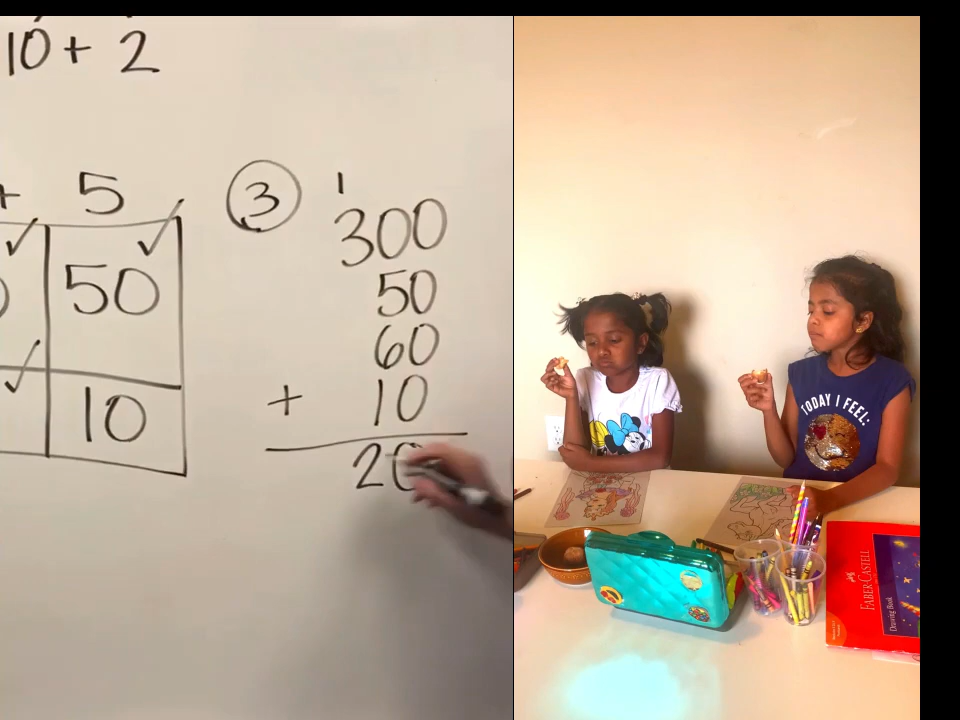 10 + 2
+ 5
50
10
3
1
300
50
60
+ 10
20
TODAY I FEEL:
FABER-CASTELL
Drawing Book